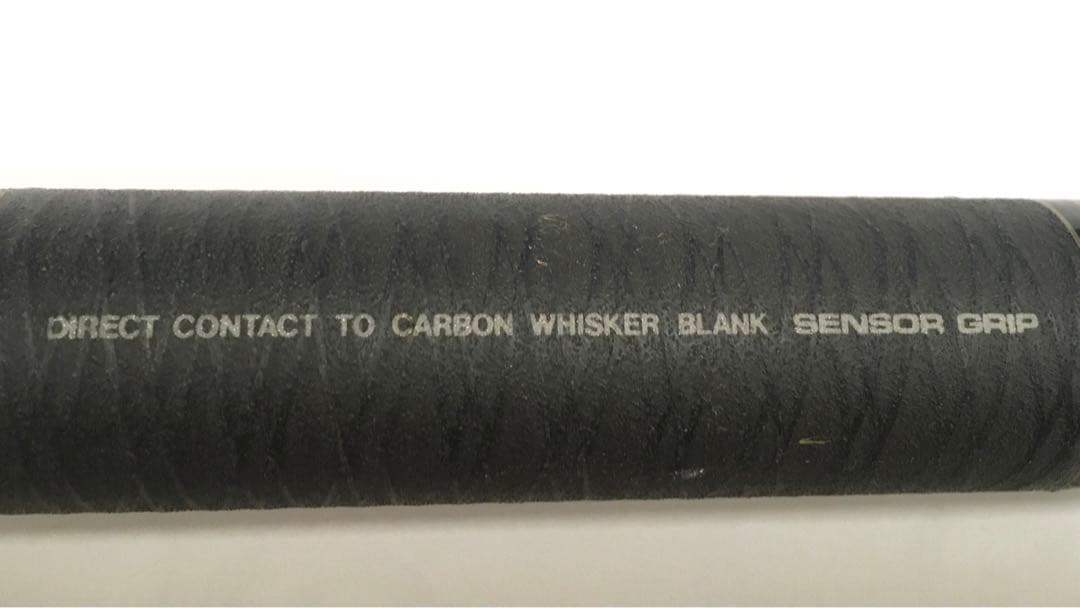 DIRECT CONTACT TO CARBON WHISKER BLANK SENSOR GRIP